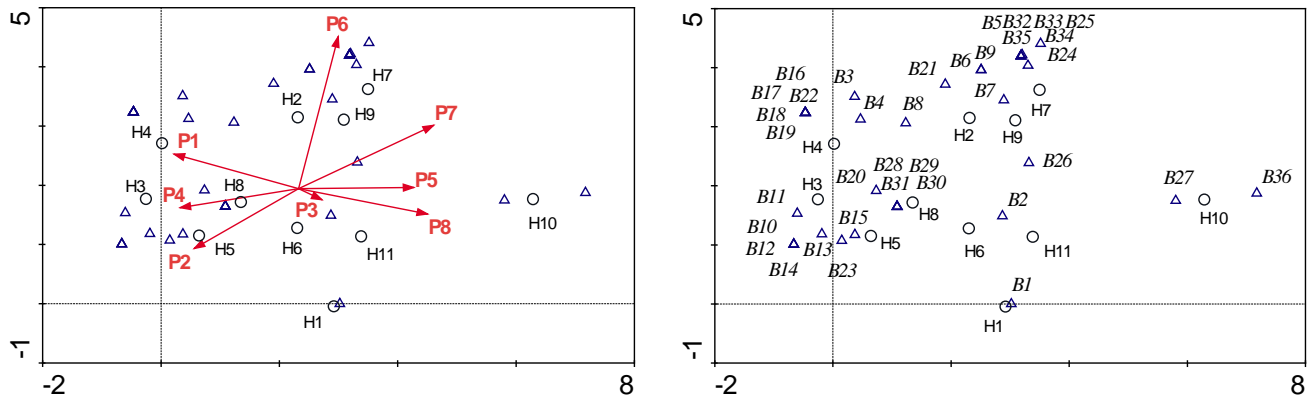 5
P6
H7
H2
H9
P7
H4
P1
H3
P4
H8
P3
P5
P8
H10
H5
P2
H6
H11
H1
-1
-2
8
5
B5 B32 B33 B25
B35 B34
B24
B16
B3
B21
B6
B9
B17
B22
B4
B8
B7
H7
B18
B19
H4
H2
H9
B26
B28 B29
B20
B31 B30
H3
B11
B27
B36
H8
H10
B2
B10
B15
B12
B13
H5
H6
H11
B14
B23
B1
H1
-1
-2
8